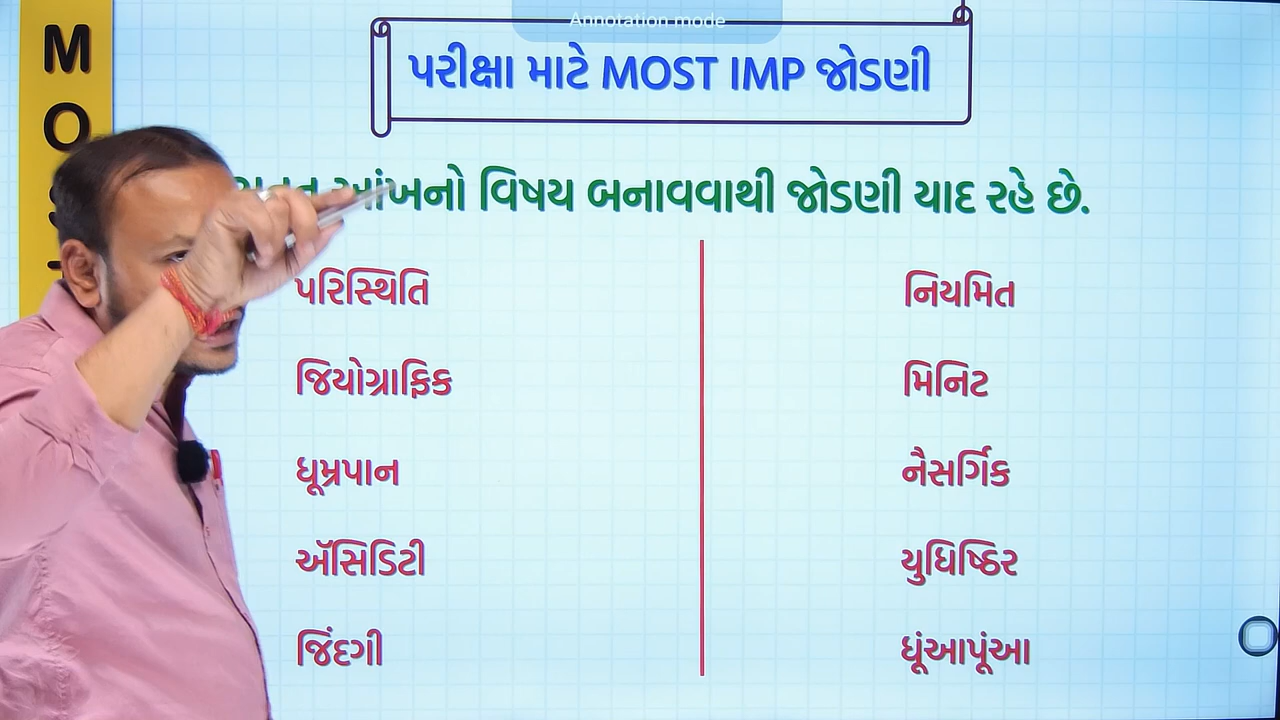 Annotation mode
MO
પરીક્ષા માટે MOST IMP જોડણી
આંખનો વિષય બનાવવાથી જોડણી યાદ રહે છે.
પરિસ્થિતિ
જિયોગ્રાફિક
ધૂમ્રપાન
ઍસિડિટી
જિંદગી
નિયમિત
મિનિટ
નૈસર્ગિક
યુધિષ્ઠિર
ધૂંઆપૂંઆ